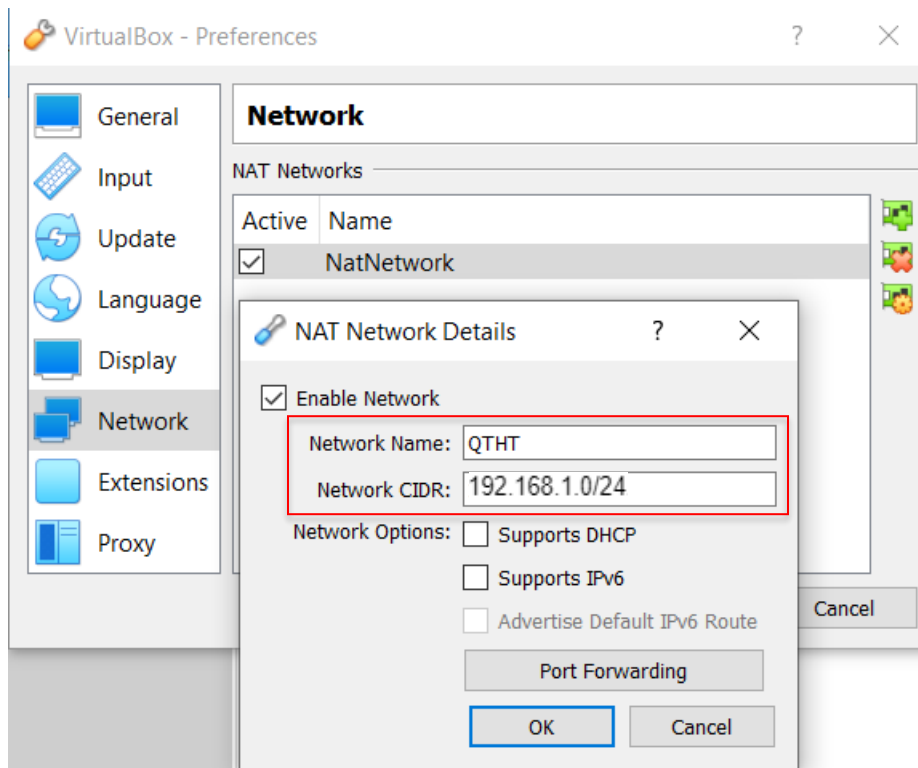 VirtualBox - Preferences ?
General
Input
Update
Language
Display
Network
Extensions
Proxy
Network
NAT Networks
Active Name
NatNetwork
NAT Network Details ?
Enable Network
Network Name: QTHT
Network CIDR: 192.168.1.0/24
Network Options: Supports DHCP
Supports IPv6
Advertise Default IPv6 Route
Port Forwarding
OK Cancel
Cancel